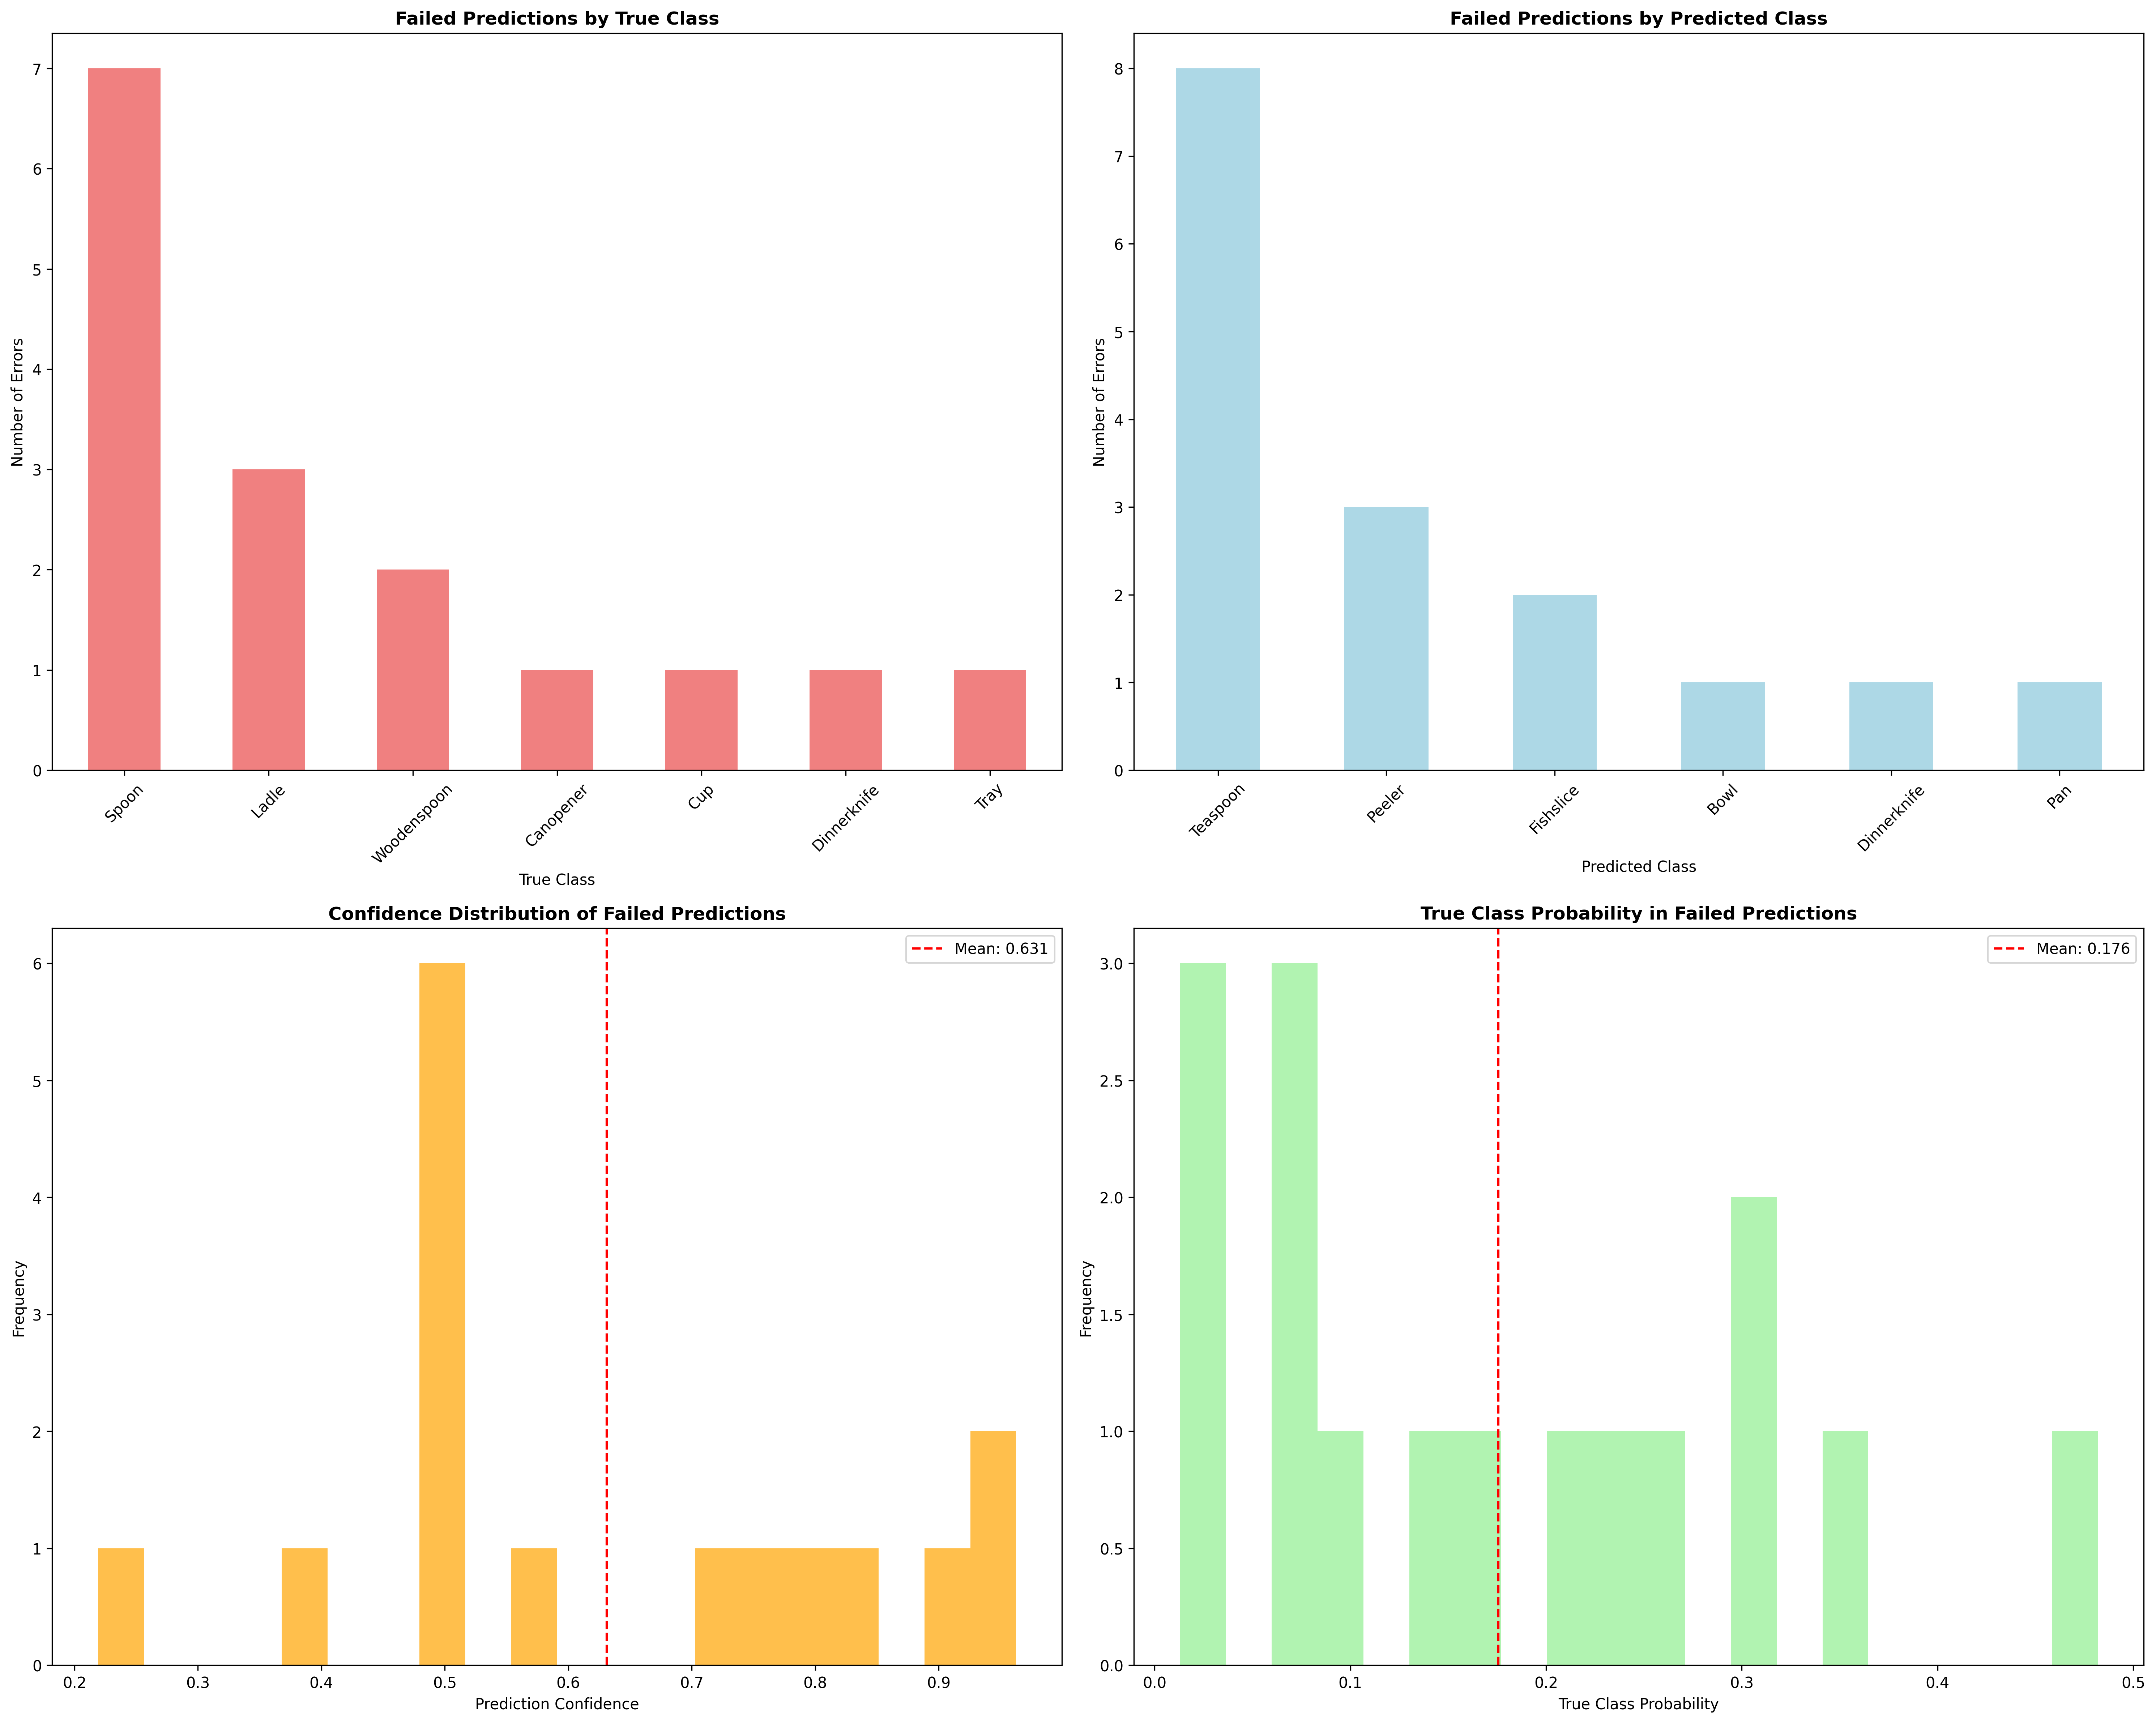 Failed Predictions by True Class
7
6
5
4
3
2
1
0
Number of Errors
Spoon
Ladle
Woodenspoon
Canopener
Cup
Dinnerknife
Tray
True Class
Failed Predictions by Predicted Class
8
7
6
5
4
3
2
1
0
Number of Errors
Teaspoon
Peeler
Fishslice
Bowl
Dinnerknife
Pan
Predicted Class
Confidence Distribution of Failed Predictions
Mean: 0.631
6
5
4
3
2
1
0
Frequency
0.2 0.3 0.4 0.5 0.6 0.7 0.8 0.9
Prediction Confidence
True Class Probability in Failed Predictions
Mean: 0.176
3.0
2.5
2.0
1.5
1.0
0.5
0.0
Frequency
0.0 0.1 0.2 0.3 0.4 0.5
True Class Probability